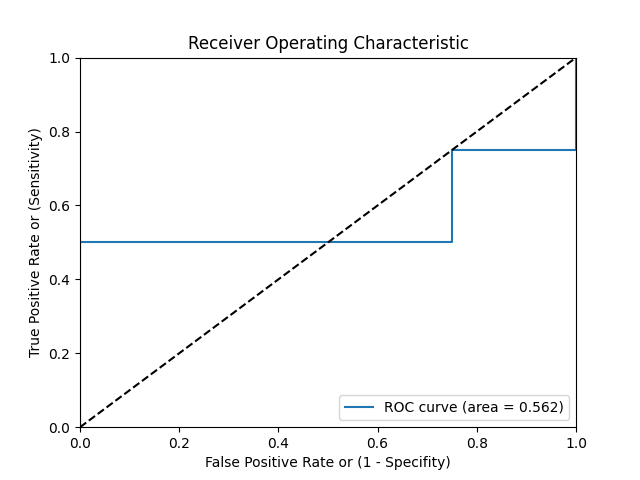 Receiver Operating Characteristic
1.0
0.8
0.6
0.4
0.2
0.0
True Positive Rate or (Sensitivity)
ROC curve (area = 0.562)
0.0 0.2 0.4 0.6 0.8 1.0
False Positive Rate or (1 - Specifity)